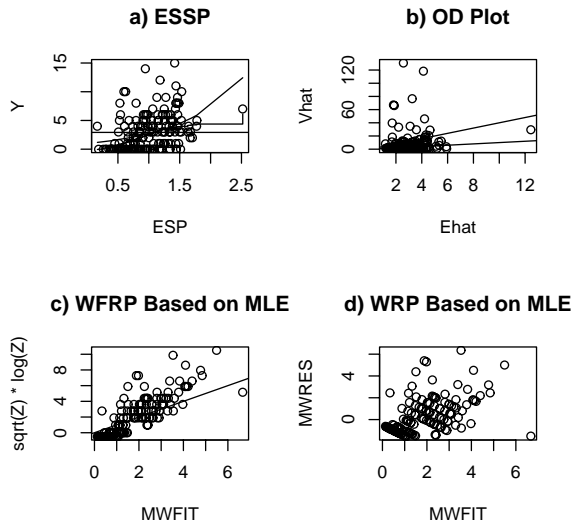 a) ESSP
Y
0 5 15
0.5 1.5 2.5
ESP
b) OD Plot
Vhat
0 60 120
2 4 6 8 12
Ehat
c) WFRP Based on MLE
sqrt(Z) * log(Z)
0 4 8
0 2 4 6
MWFIT
d) WRP Based on MLE
MWRES
0 4
0 2 4 6
MWFIT